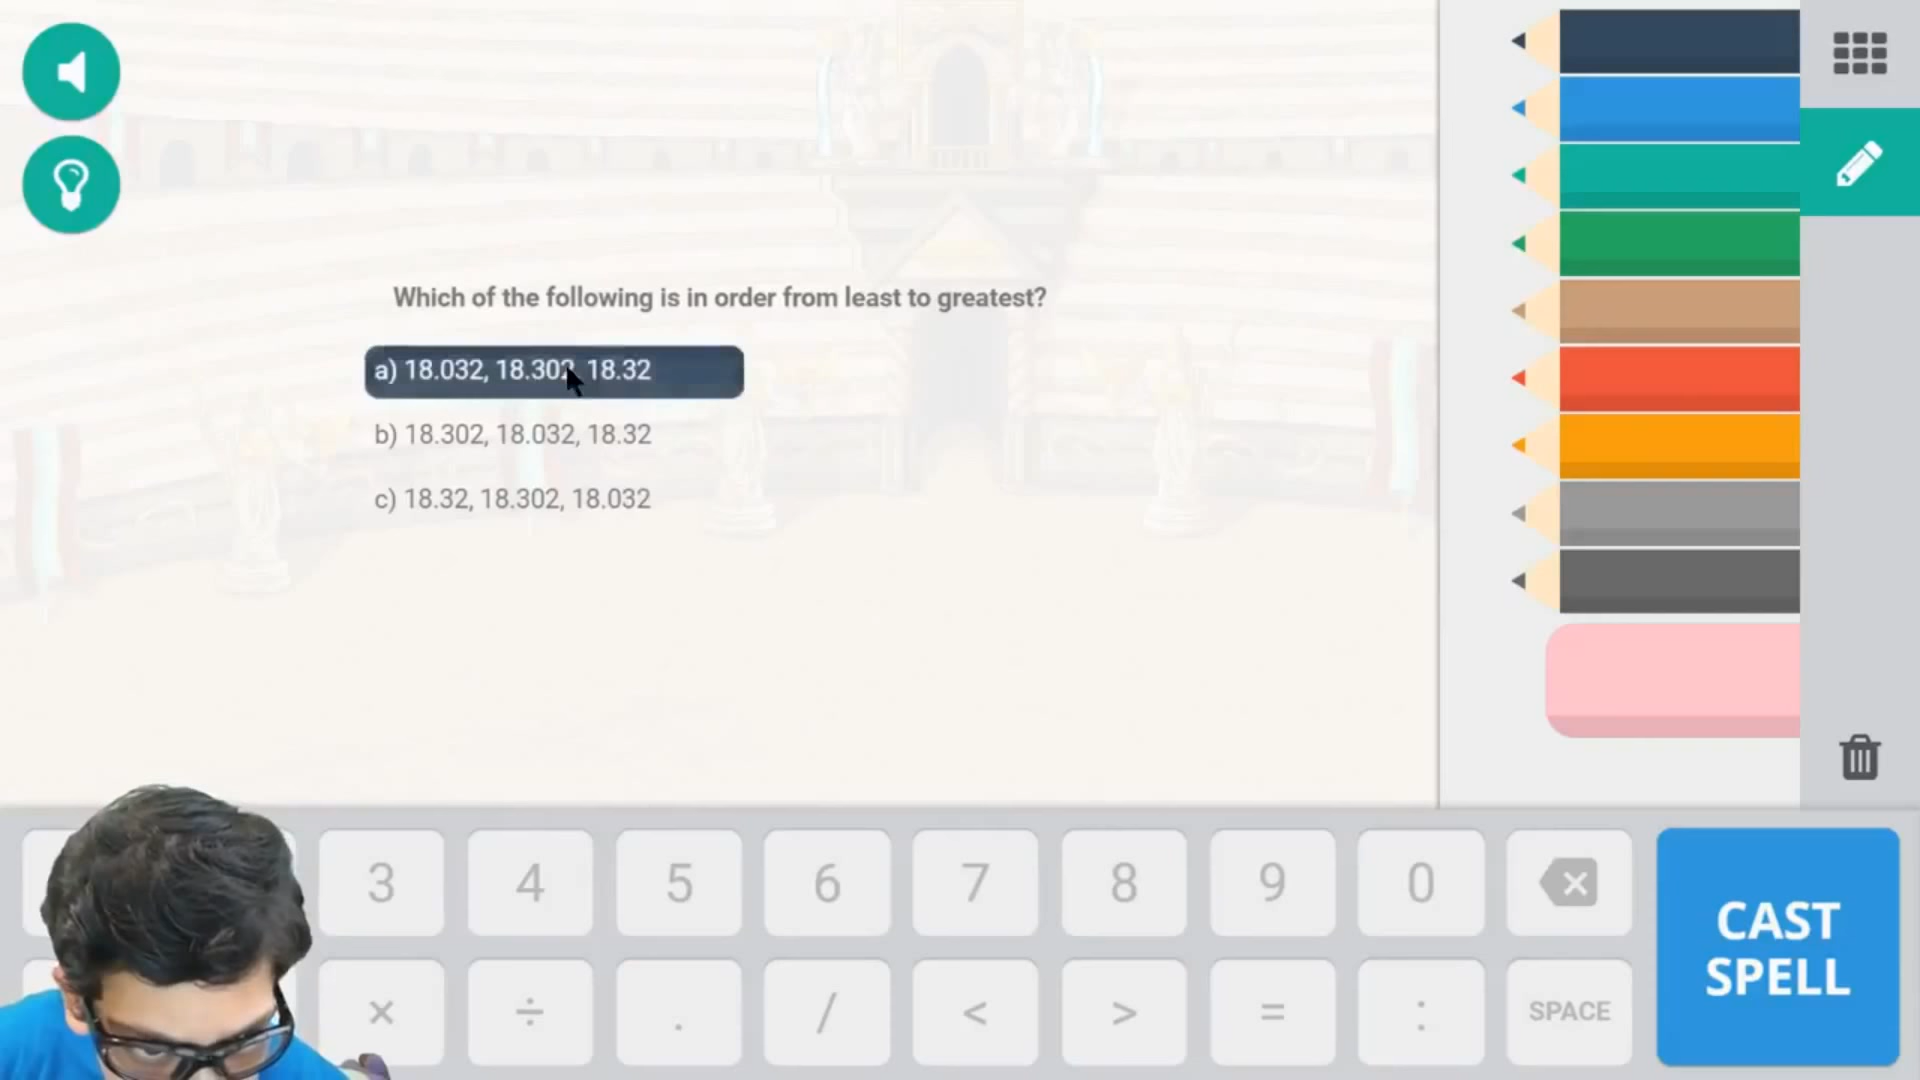 Which of the following is in order from least to greatest?
a) 18.032, 18.302, 18.32
b) 18.302, 18.032, 18.32
c) 18.32, 18.302, 18.032
3 4 5 6 7 8 9 0
× ÷ . / < > = : SPACE
CAST
SPELL